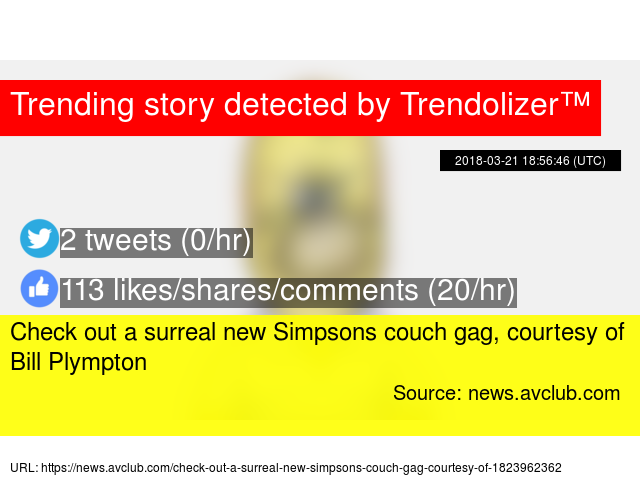 Trending story detected by Trendolizer™
2018-03-21 18:56:46 (UTC)
2 tweets (0/hr)
113 likes/shares/comments (20/hr)
Check out a surreal new Simpsons couch gag, courtesy of
Bill Plympton
Source: news.avclub.com
URL: https://news.avclub.com/check-out-a-surreal-new-simpsons-couch-gag-courtesy-of-1823962362